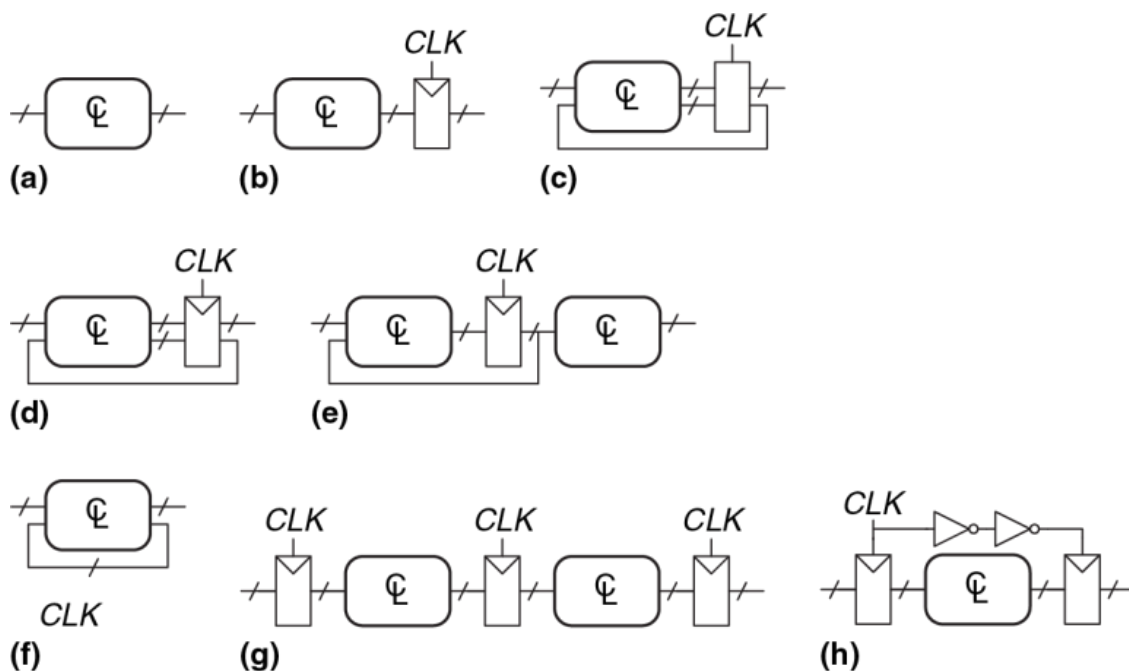 CLK CLK
CL CL CL
(a) (b) (c)
CLK CLK
CL CL CL
(d) (e)
CL CLK CLK CLK CLK
CL CL CL
CLK
(f) (g) (h)